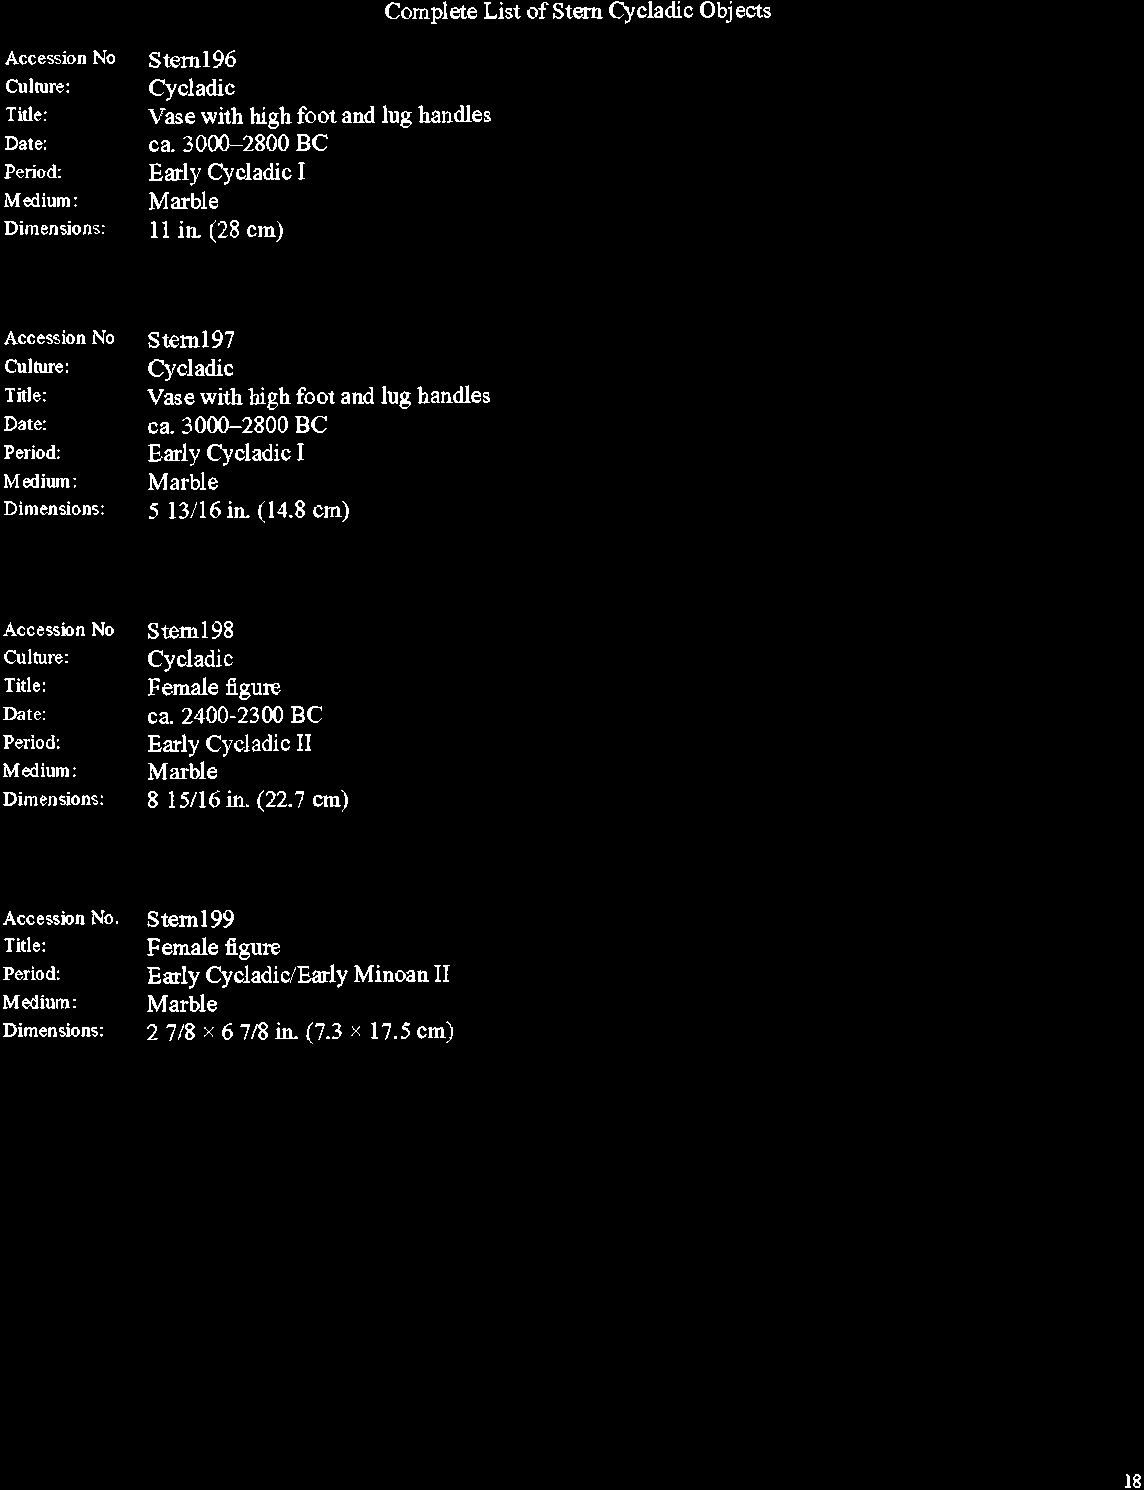 Complete List of Stern Cycladic Objects
Accession No Stern196
Culture: Cycladic
Title: Vase with high foot and lug handles
Date: ca. 3000–2800 BC
Period: Early Cycladic I
Medium: Marble
Dimensions: 11 in. (28 cm)
Accession No Stern197
Culture: Cycladic
Title: Vase with high foot and lug handles
Date: ca. 3000–2800 BC
Period: Early Cycladic I
Medium: Marble
Dimensions: 5 13/16 in. (14.8 cm)
Accession No Stern198
Culture: Cycladic
Title: Female figure
Date: ca. 2400-2300 BC
Period: Early Cycladic II
Medium: Marble
Dimensions: 8 15/16 in. (22.7 cm)
Accession No. Stern199
Title: Female figure
Period: Early Cycladic/Early Minoan II
Medium: Marble
Dimensions: 2 7/8 × 6 7/8 in. (7.3 × 17.5 cm)
18